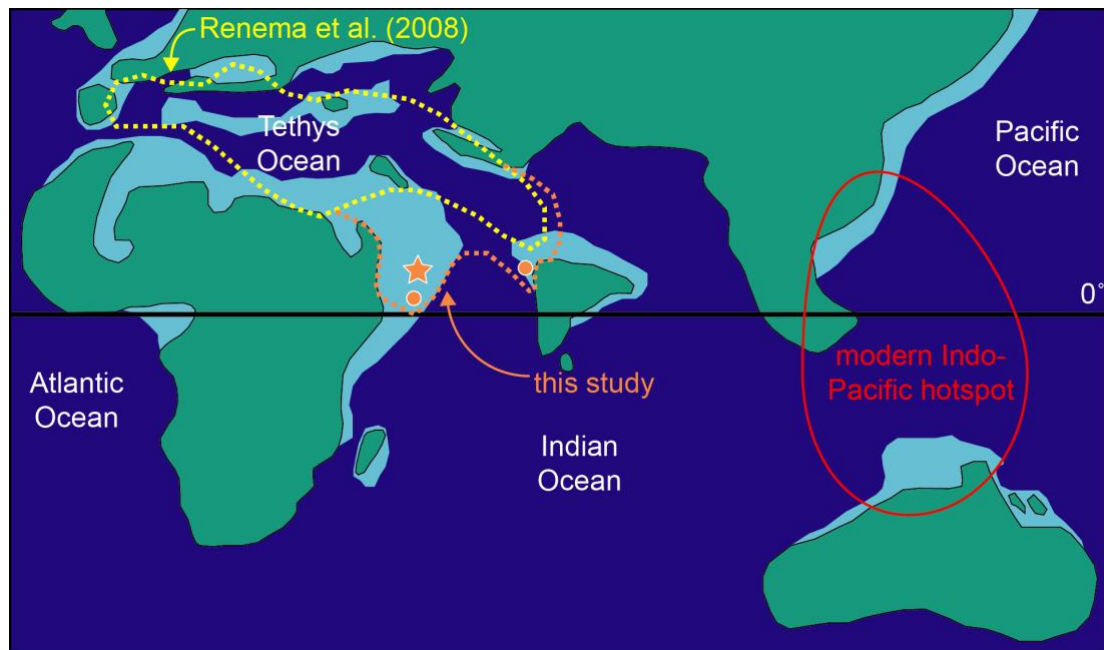 Renema et al. (2008)
Tethys
Ocean
Pacific
Ocean
0°
modern Indo-
Pacific hotspot
Atlantic
Ocean
this study
Indian
Ocean